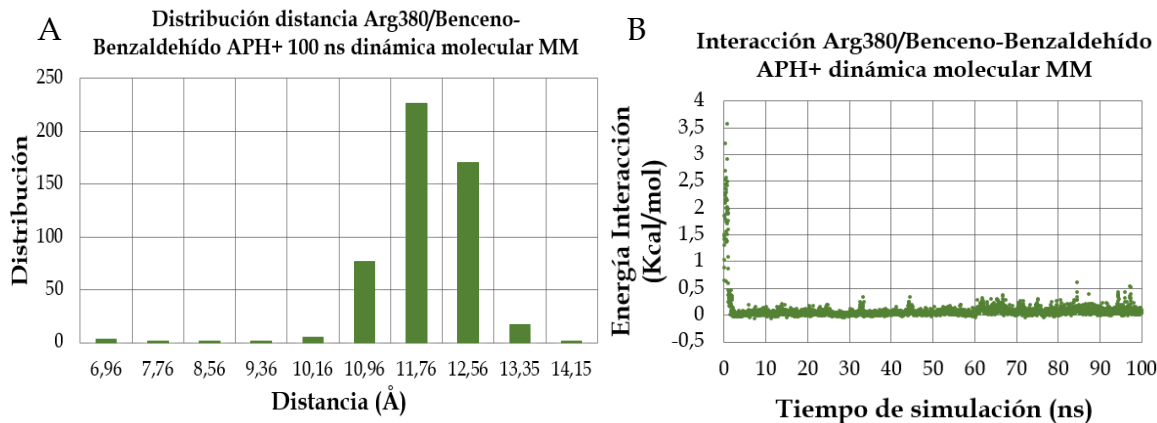 A
Distribución distancia Arg380/Benceno-
Benzaldehído APH+ 100 ns dinámica molecular MM
Distribución
250
200
150
100
50
0
6,96 7,76 8,56 9,36 10,16 10,96 11,76 12,56 13,35 14,15
Distancia (Å)
B
Interacción Arg380/Benceno-Benzaldehído
APH+ dinámica molecular MM
Energía Interacción
(Kcal/mol)
4
3,5
3
2,5
2
1,5
1
0,5
0
-0,5
0 10 20 30 40 50 60 70 80 90 100
Tiempo de simulación (ns)